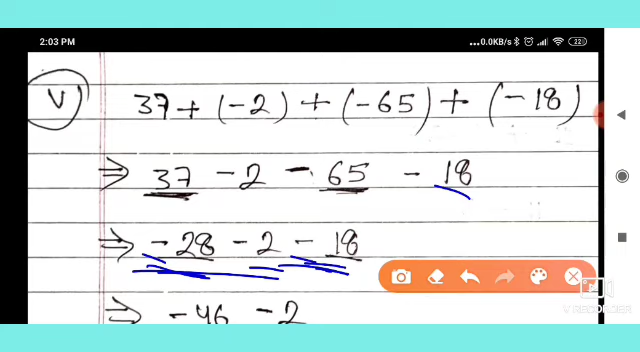 2:03 PM ...0.0KB/s 22
V) 37 + (-2) + (-65) + (-18)
⇒ 37 - 2 - 65 - 18
⇒ -28 - 2 - 18
⇒ -46 - 2
V RECORDER